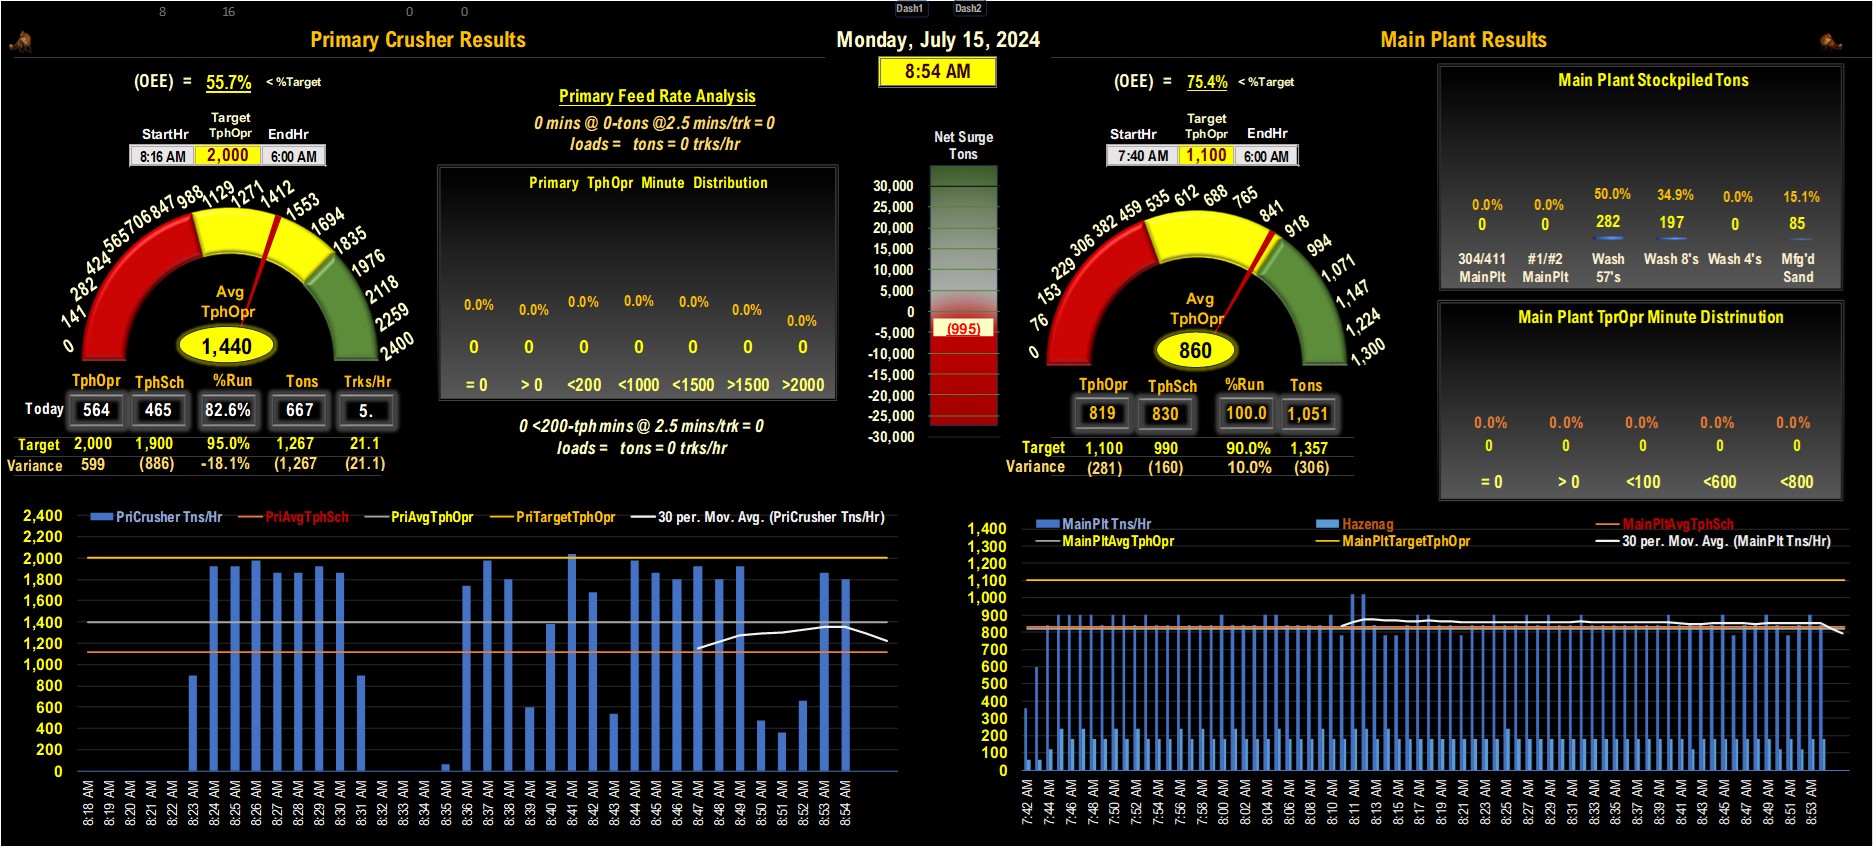 8 16 0 0 Dash1 Dash2
Primary Crusher Results
Monday, July 15, 2024
Main Plant Results
8:54 AM
(OEE) = 55.7% < %Target
Primary Feed Rate Analysis
0 mins @ 0-tons @2.5 mins/trk = 0
loads = tons = 0 trks/hr
Target
StartHr TphOpr EndHr
8:16 AM 2,000 6:00 AM
0 141 282 424 565 706 847 988 1129 1271 1412 1553 1694 1835 1976 2118 2259 2400
Avg
TphOpr
1,440
TphOpr TphSch %Run Tons Trks/Hr
Today 564 465 82.6% 667 5.
Target 2,000 1,900 95.0% 1,267 21.1
Variance 599 (886) -18.1% (1,267 (21.1)
Primary TphOpr Minute Distribution
0.0% 0.0% 0.0% 0.0% 0.0% 0.0% 0.0%
0 0 0 0 0 0 0
= 0 > 0 <200 <1000 <1500 >1500 >2000
0 <200-tph mins @ 2.5 mins/trk = 0
loads = tons = 0 trks/hr
Net Surge
Tons
30,000
25,000
20,000
15,000
10,000
5,000
0
-5,000
-10,000
-15,000
-20,000
-25,000
-30,000
(995)
(OEE) = 75.4% < %Target
Target
StartHr TphOpr EndHr
7:40 AM 1,100 6:00 AM
0 76 153 229 306 382 459 535 612 688 765 841 918 994 1,071 1,147 1,224 1,300
Avg
TphOpr
860
TphOpr TphSch %Run Tons
819 830 100.0 1,051
Target 1,100 990 90.0% 1,357
Variance (281) (160) 10.0% (306)
Main Plant Stockpiled Tons
0.0% 0.0% 50.0% 34.9% 0.0% 15.1%
0 0 282 197 0 85
304/411 #1/#2 Wash Wash 8's Wash 4's Mfg'd
MainPlt MainPlt 57's Sand
Main Plant TprOpr Minute Distrinution
0.0% 0.0% 0.0% 0.0% 0.0%
0 0 0 0 0
= 0 > 0 <100 <600 <800
PriCrusher Tns/Hr PriAvgTphSch PriAvgTphOpr PriTargetTphOpr 30 per. Mov. Avg. (PriCrusher Tns/Hr)
2,400
2,200
2,000
1,800
1,600
1,400
1,200
1,000
800
600
400
200
0
8:18 AM 8:19 AM 8:20 AM 8:21 AM 8:22 AM 8:23 AM 8:24 AM 8:25 AM 8:26 AM 8:27 AM 8:28 AM 8:29 AM 8:30 AM 8:31 AM 8:32 AM 8:33 AM 8:34 AM 8:35 AM 8:36 AM 8:37 AM 8:38 AM 8:39 AM 8:40 AM 8:41 AM 8:42 AM 8:43 AM 8:44 AM 8:45 AM 8:46 AM 8:47 AM 8:49 AM 8:50 AM 8:51 AM 8:52 AM 8:53 AM 8:54 AM
MainPlt Tns/Hr Hazenag MainPltAvgTphSch
MainPltAvgTphOpr MainPltTargetTphOpr 30 per. Mov. Avg. (MainPlt Tns/Hr)
1,400
1,300
1,200
1,100
1,000
900
800
700
600
500
400
300
200
100
0
7:42 AM 7:44 AM 7:46 AM 7:48 AM 7:50 AM 7:52 AM 7:54 AM 7:56 AM 7:58 AM 8:00 AM 8:02 AM 8:04 AM 8:06 AM 8:08 AM 8:10 AM 8:11 AM 8:13 AM 8:15 AM 8:17 AM 8:19 AM 8:21 AM 8:23 AM 8:25 AM 8:27 AM 8:29 AM 8:31 AM 8:33 AM 8:35 AM 8:37 AM 8:39 AM 8:41 AM 8:43 AM 8:45 AM 8:47 AM 8:49 AM 8:51 AM 8:53 AM